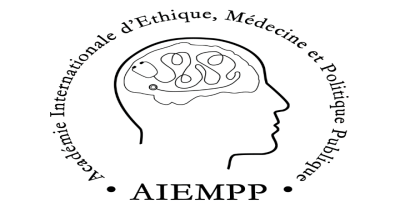 Académie Internationale d'Ethique, Médecine et Politique Publique
• AIEMPP •